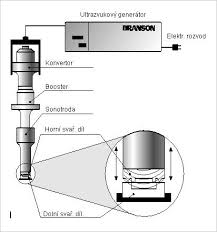 Ultrazvukový generátor
BRANSON
Elektr. rozvod
Konvertor
Booster
Sonotroda
Horní svař. díl
Dolní svař. díl